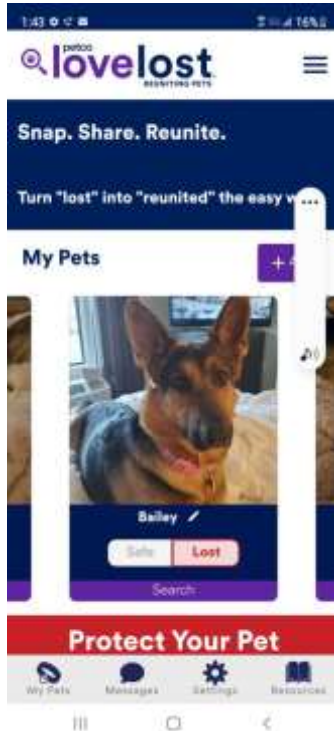 1:43
16%
petco
lovelost
REUNITING PETS
Snap. Share. Reunite.
Turn "lost" into "reunited" the easy w
My Pets
+
Bailey
Safe
Lost
Search
Protect Your Pet
My Pets
Messages
Settings
Resources